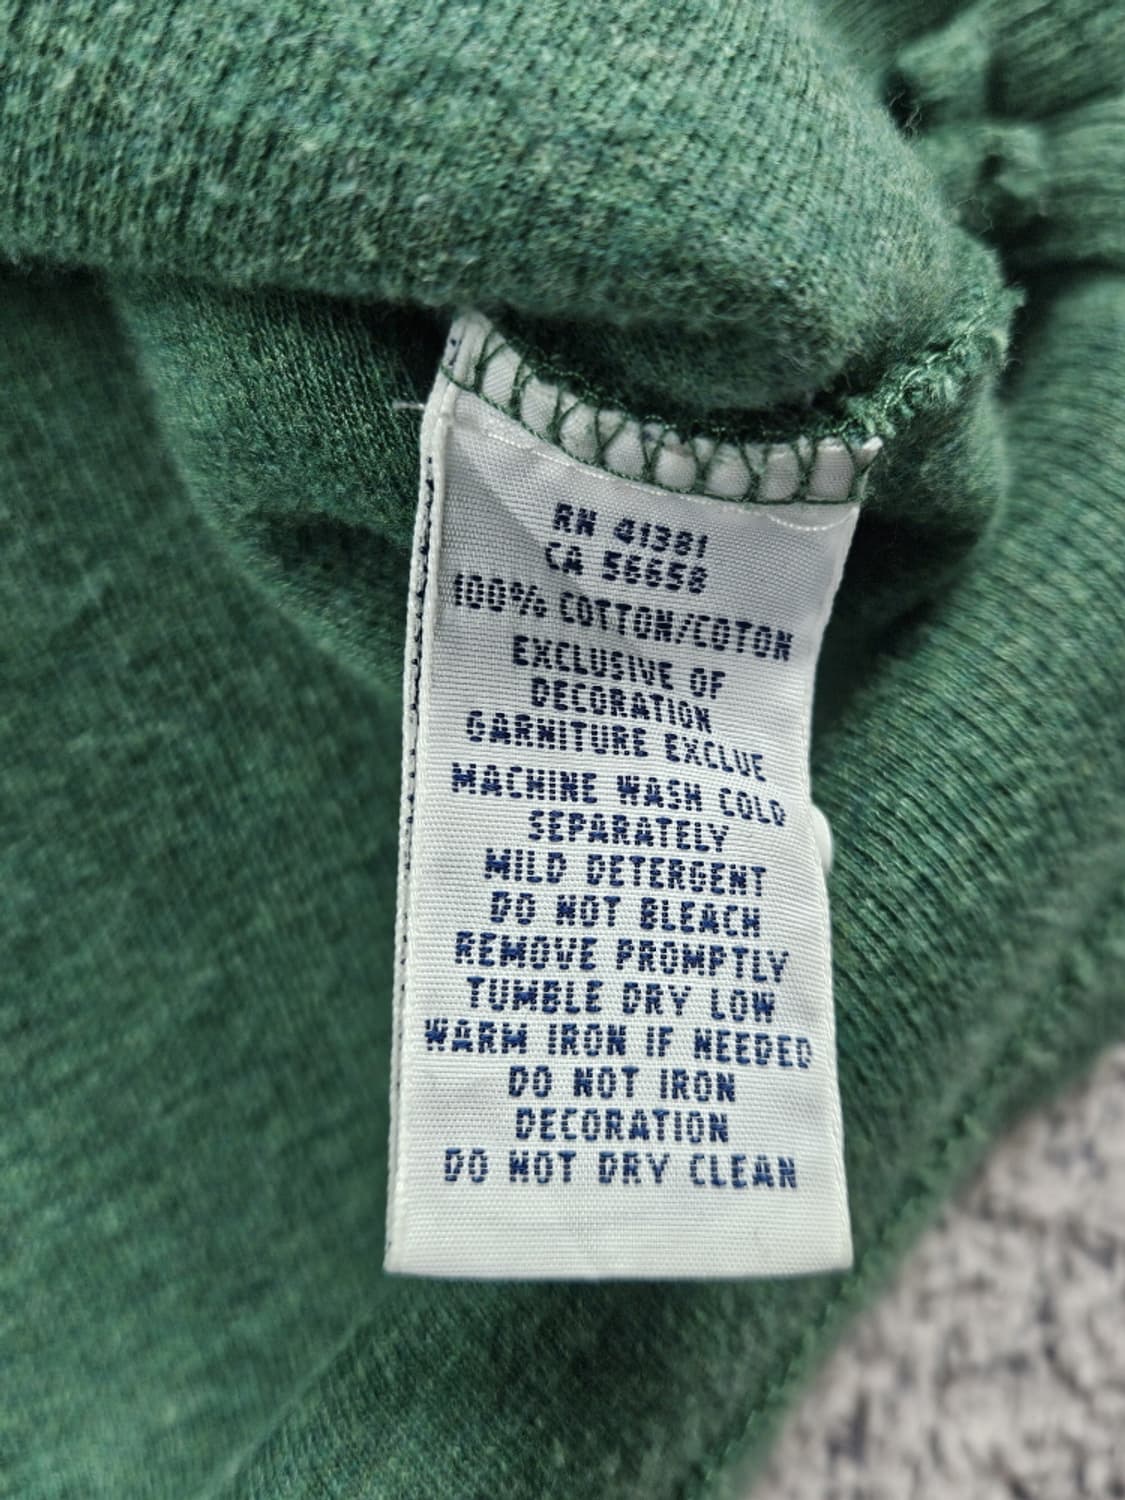 RN 41381
CA 56658
100% COTTON/COTON
EXCLUSIVE OF
DECORATION
GARNITURE EXCLUE
MACHINE WASH COLD
SEPARATELY
MILD DETERGENT
DO NOT BLEACH
REMOVE PROMPTLY
TUMBLE DRY LOW
WARM IRON IF NEEDED
DO NOT IRON
DECORATION
DO NOT DRY CLEAN